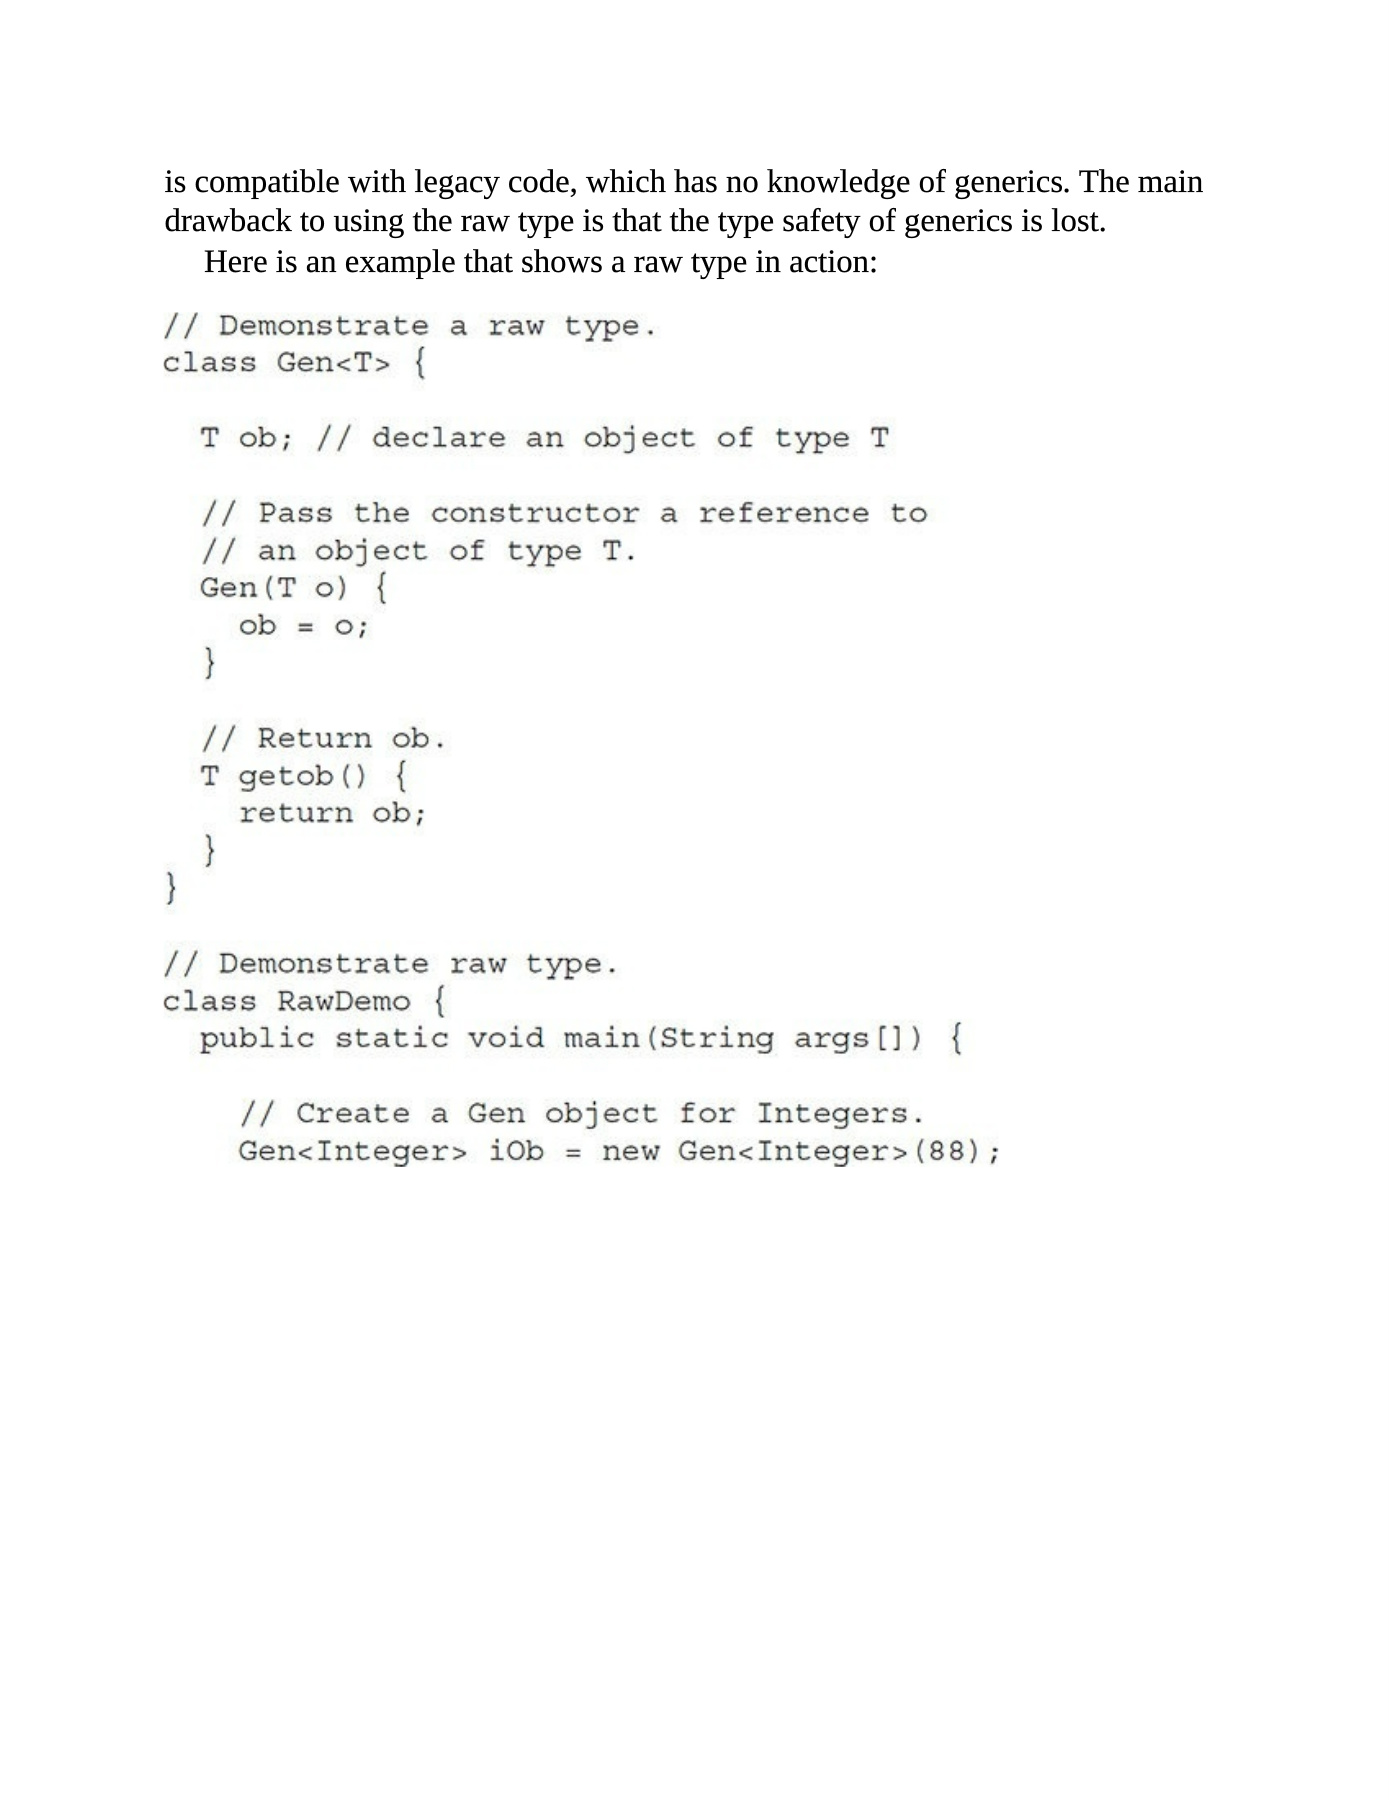 is compatible with legacy code, which has no knowledge of generics. The main
drawback to using the raw type is that the type safety of generics is lost.
Here is an example that shows a raw type in action:
// Demonstrate a raw type.
class Gen<T> {
T ob; // declare an object of type T
// Pass the constructor a reference to
// an object of type T.
Gen(T o) {
ob = o;
}
// Return ob.
T getob() {
return ob;
}
}
// Demonstrate raw type.
class RawDemo {
public static void main(String args[]) {
// Create a Gen object for Integers.
Gen<Integer> iOb = new Gen<Integer>(88);